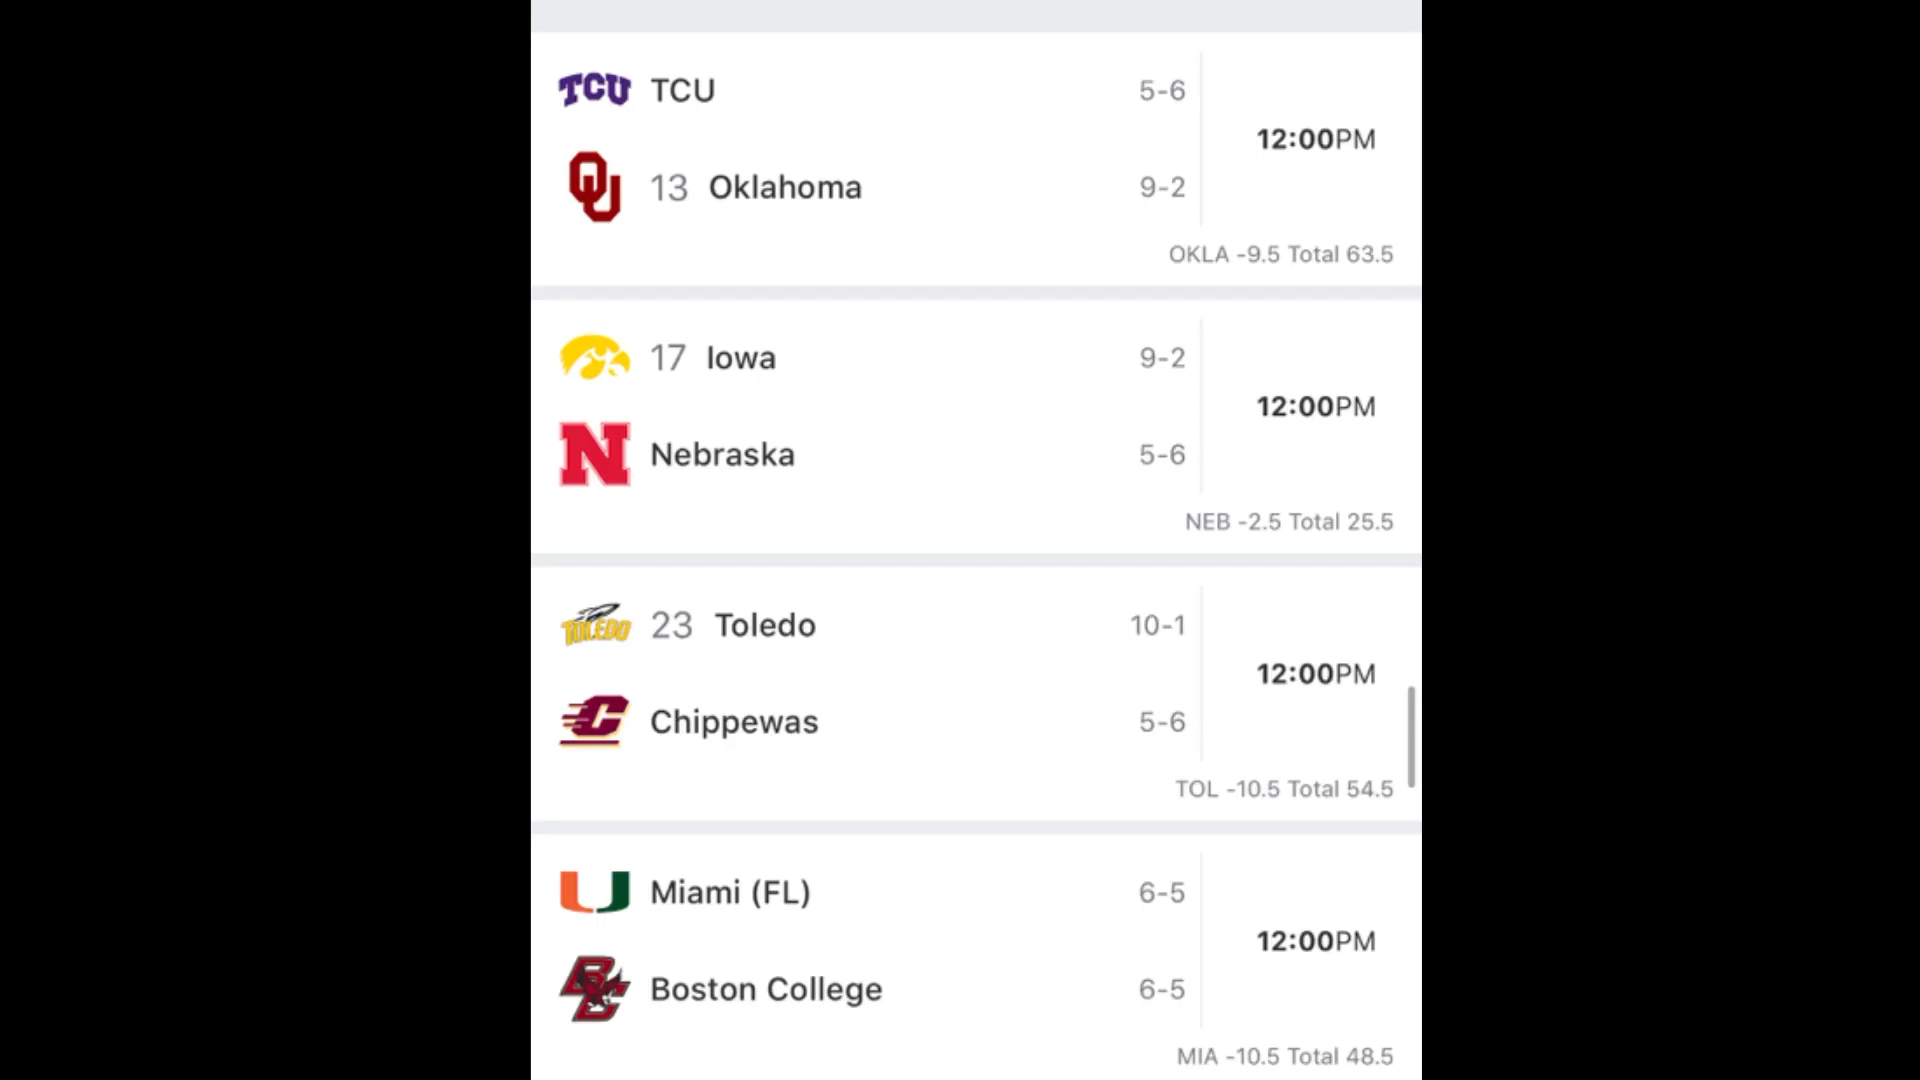 TCU TCU 5-6
12:00PM
13 Oklahoma 9-2
OKLA -9.5 Total 63.5
17 Iowa 9-2
12:00PM
N Nebraska 5-6
NEB -2.5 Total 25.5
TOLEDO 23 Toledo 10-1
12:00PM
C Chippewas 5-6
TOL -10.5 Total 54.5
U Miami (FL) 6-5
12:00PM
BC Boston College 6-5
MIA -10.5 Total 48.5